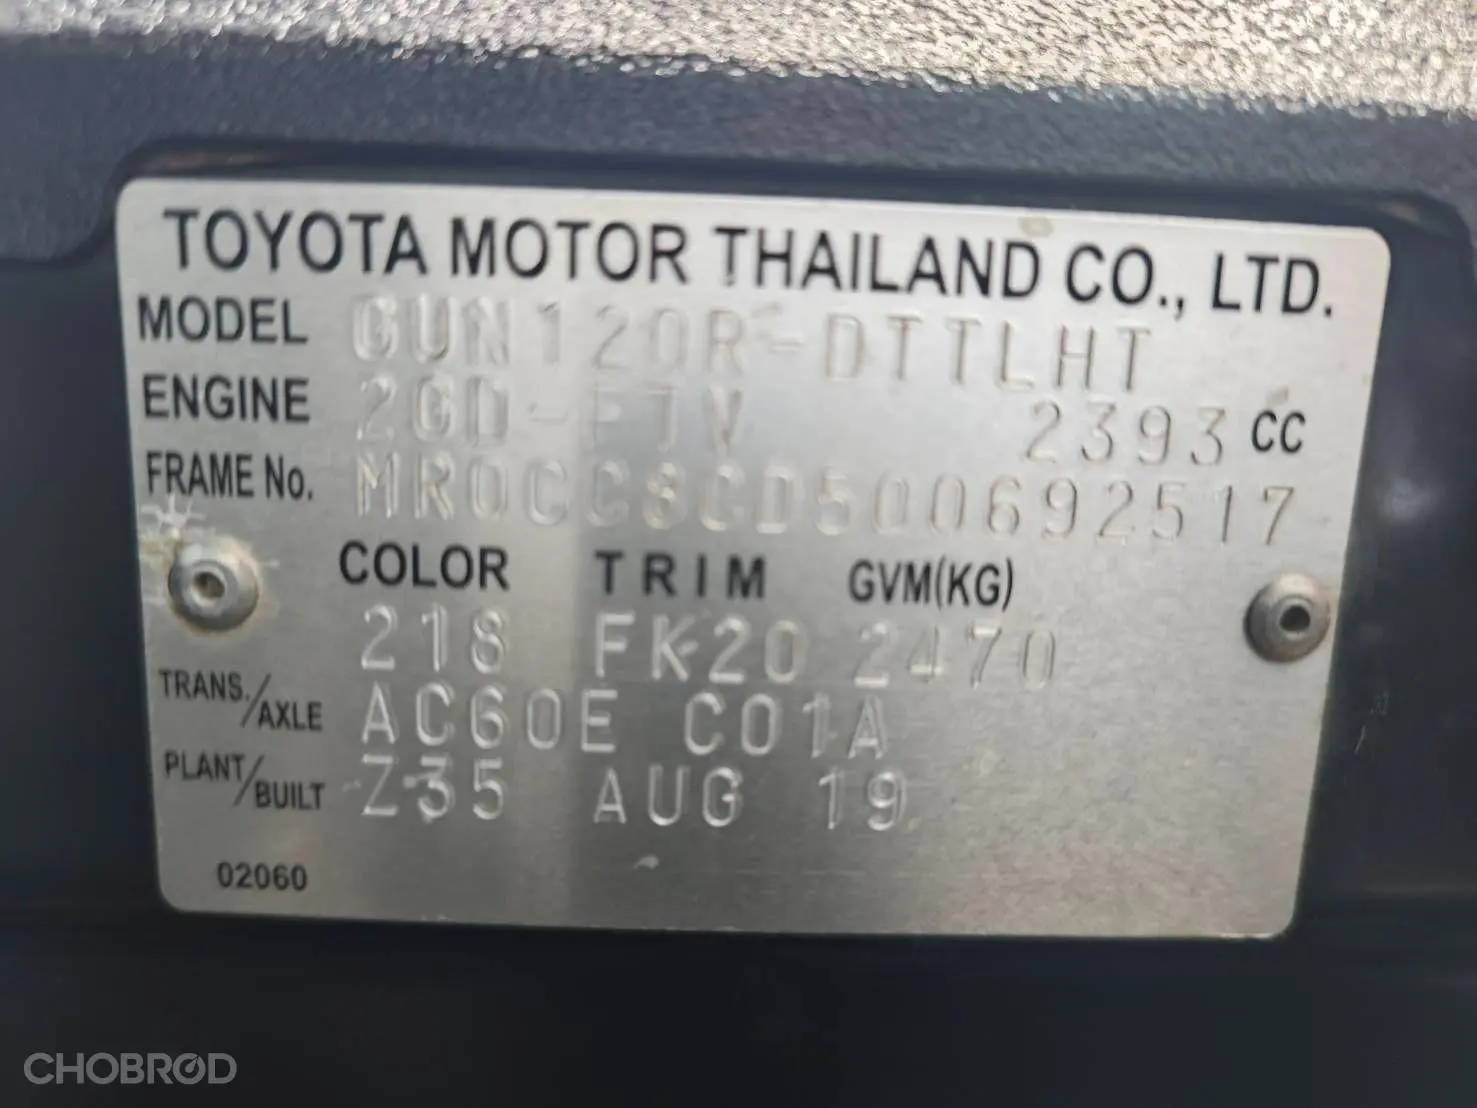 TOYOTA MOTOR THAILAND CO., LTD.
MODEL GUN120R-DTTLHT
ENGINE 2GD-FTV 2393 CC
FRAME No. MR0CC8CD500692517
COLOR TRIM GVM(KG)
218 FK20 2470
TRANS./AXLE AC60E C01A
PLANT/BUILT Z35 AUG 19
02060
CHOBROD